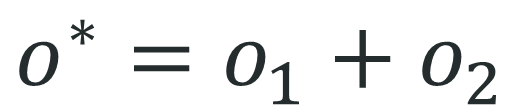 o* = o₁ + o₂